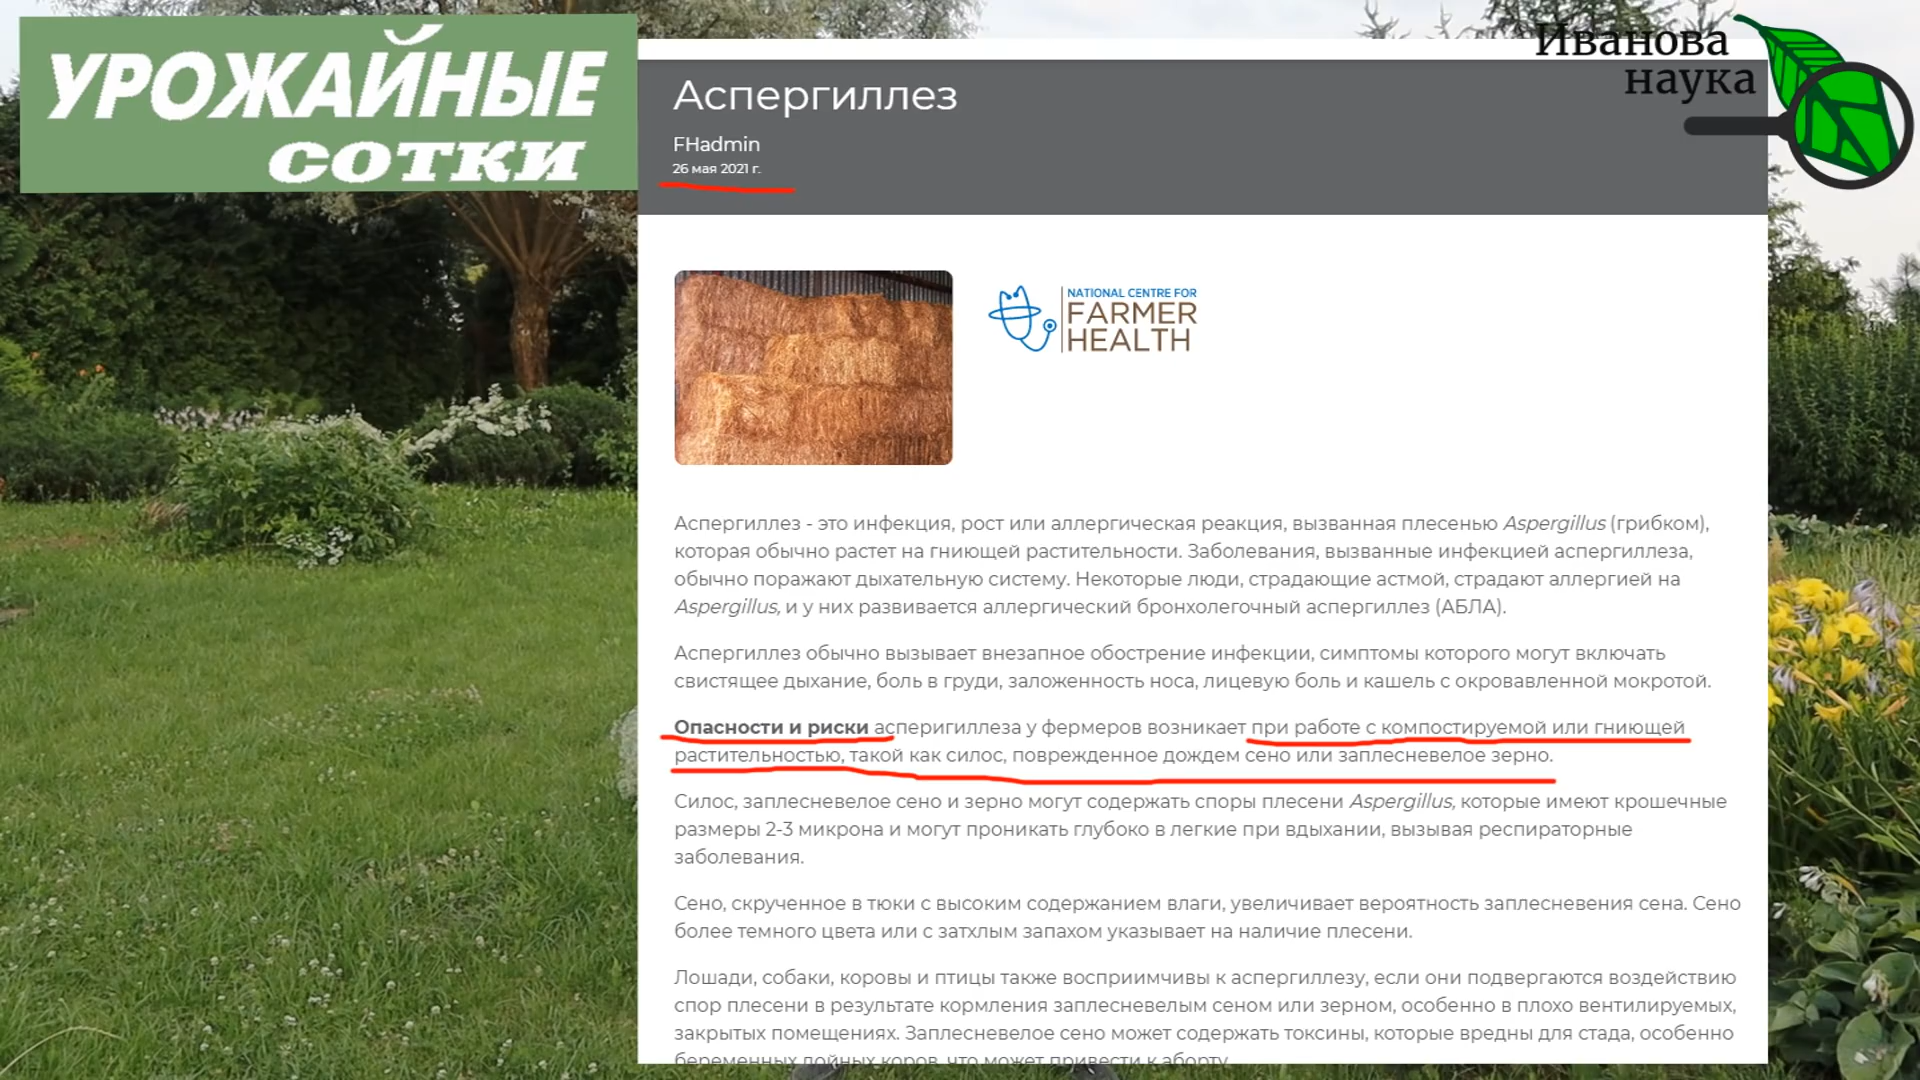 УРОЖАЙНЫЕ
сотки
Иванова
наука
Аспергиллез
FHadmin
26 мая 2021 г.
NATIONAL CENTRE FOR
FARMER
HEALTH
Аспергиллез - это инфекция, рост или аллергическая реакция, вызванная плесенью Aspergillus (грибком),
которая обычно растет на гниющей растительности. Заболевания, вызванные инфекцией аспергиллеза,
обычно поражают дыхательную систему. Некоторые люди, страдающие астмой, страдают аллергией на
Aspergillus, и у них развивается аллергический бронхолегочный аспергиллез (АБЛА).
Аспергиллез обычно вызывает внезапное обострение инфекции, симптомы которого могут включать
свистящее дыхание, боль в груди, заложенность носа, лицевую боль и кашель с окровавленной мокротой.
Опасности и риски асперигиллеза у фермеров возникает при работе с компостируемой или гниющей
растительностью, такой как силос, поврежденное дождем сено или заплесневелое зерно.
Силос, заплесневелое сено и зерно могут содержать споры плесени Aspergillus, которые имеют крошечные
размеры 2-3 микрона и могут проникать глубоко в легкие при вдыхании, вызывая респираторные
заболевания.
Сено, скрученное в тюки с высоким содержанием влаги, увеличивает вероятность заплесневения сена. Сено
более темного цвета или с затхлым запахом указывает на наличие плесени.
Лошади, собаки, коровы и птицы также восприимчивы к аспергиллезу, если они подвергаются воздействию
спор плесени в результате кормления заплесневелым сеном или зерном, особенно в плохо вентилируемых,
закрытых помещениях. Заплесневелое сено может содержать токсины, которые вредны для стада, особенно
беременных дойных коров, что может привести к аборту.